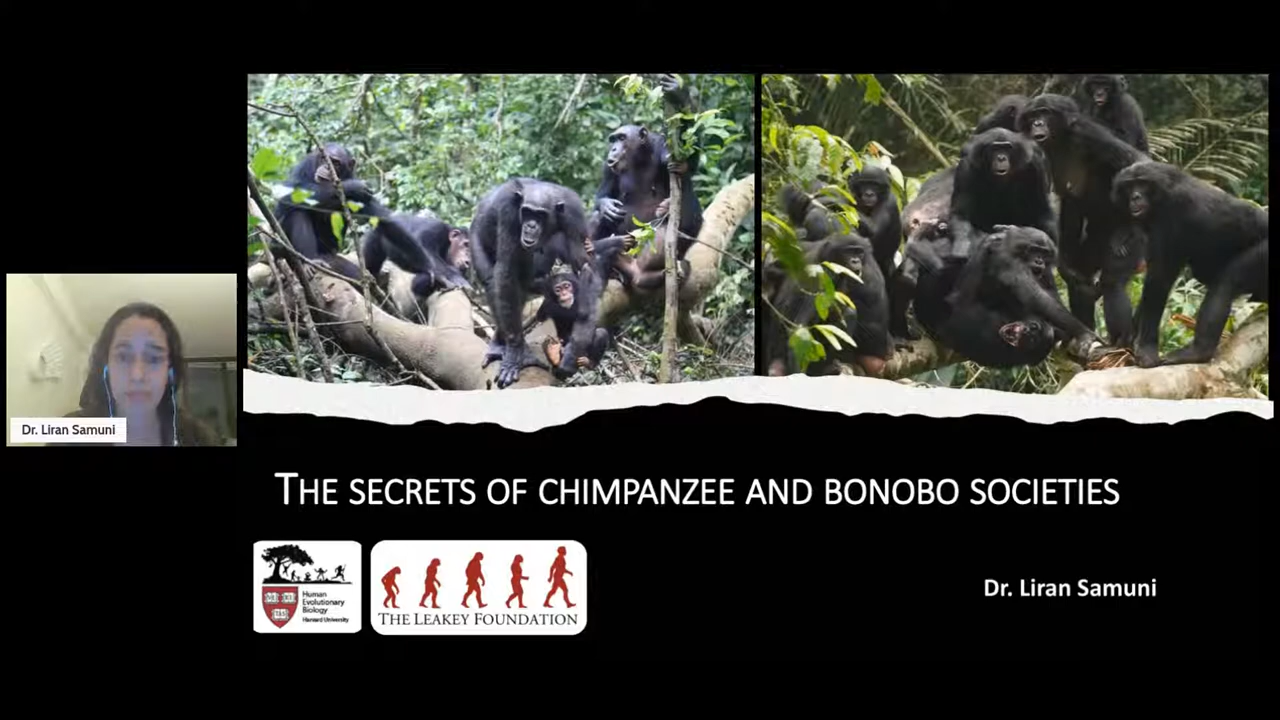 Dr. Liran Samuni
THE SECRETS OF CHIMPANZEE AND BONOBO SOCIETIES
Human
Evolutionary
Biology
Harvard University
THE LEAKEY FOUNDATION
Dr. Liran Samuni